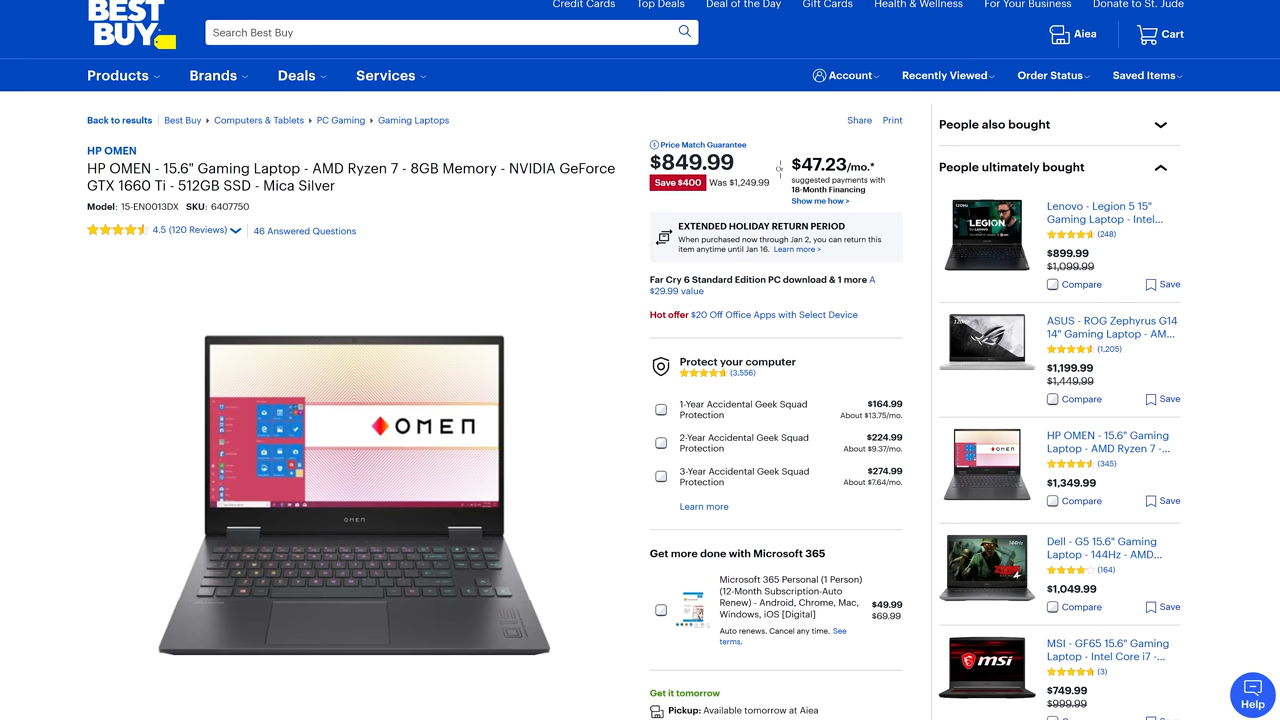 Credit Cards Top Deals Deal of the Day Gift Cards Health & Wellness For Your Business Donate to St. Jude
BEST
BUY
Search Best Buy
Aiea
Cart
Products
Brands
Deals
Services
Account
Recently Viewed
Order Status
Saved Items
Back to results
Best Buy
Computers & Tablets
PC Gaming
Gaming Laptops
Share
Print
HP OMEN
HP OMEN - 15.6" Gaming Laptop - AMD Ryzen 7 - 8GB Memory - NVIDIA GeForce
GTX 1660 Ti - 512GB SSD - Mica Silver
Model: 15-EN0013DX SKU: 6407750
4.5 (120 Reviews)
46 Answered Questions
OMEN
OMEN
Price Match Guarantee
$849.99
Save $400 Was $1,249.99
Or
$47.23/mo.*
suggested payments with
18-Month Financing
Show me how >
EXTENDED HOLIDAY RETURN PERIOD
When purchased now through Jan 2, you can return this
item anytime until Jan 16. Learn more >
Far Cry 6 Standard Edition PC download & 1 more A
$29.99 value
Hot offer $20 Off Office Apps with Select Device
Protect your computer
(3,556)
1-Year Accidental Geek Squad
Protection
$164.99
About $13.75/mo.
2-Year Accidental Geek Squad
Protection
$224.99
About $9.37/mo.
3-Year Accidental Geek Squad
Protection
$274.99
About $7.64/mo.
Learn more
Get more done with Microsoft 365
Microsoft 365 Personal (1 Person)
(12-Month Subscription-Auto
Renew) - Android, Chrome, Mac,
Windows, iOS [Digital]
$49.99
$69.99
Auto renews. Cancel any time. See
terms.
Get it tomorrow
Pickup: Available tomorrow at Aiea
People also bought
People ultimately bought
120Hz
LEGION
Lenovo - Legion 5 15"
Gaming Laptop - Intel...
(248)
$899.99
$1,099.99
Compare
Save
120Hz
ASUS - ROG Zephyrus G14
14" Gaming Laptop - AM...
(1,205)
$1,199.99
$1,449.99
Compare
Save
OMEN
HP OMEN - 15.6" Gaming
Laptop - AMD Ryzen 7 -...
(345)
$1,349.99
Compare
Save
144Hz
Dell - G5 15.6" Gaming
Laptop - 144Hz - AMD...
(164)
$1,049.99
Compare
Save
msi
MSI - GF65 15.6" Gaming
Laptop - Intel Core i7 -...
(3)
$749.99
$999.99
Help